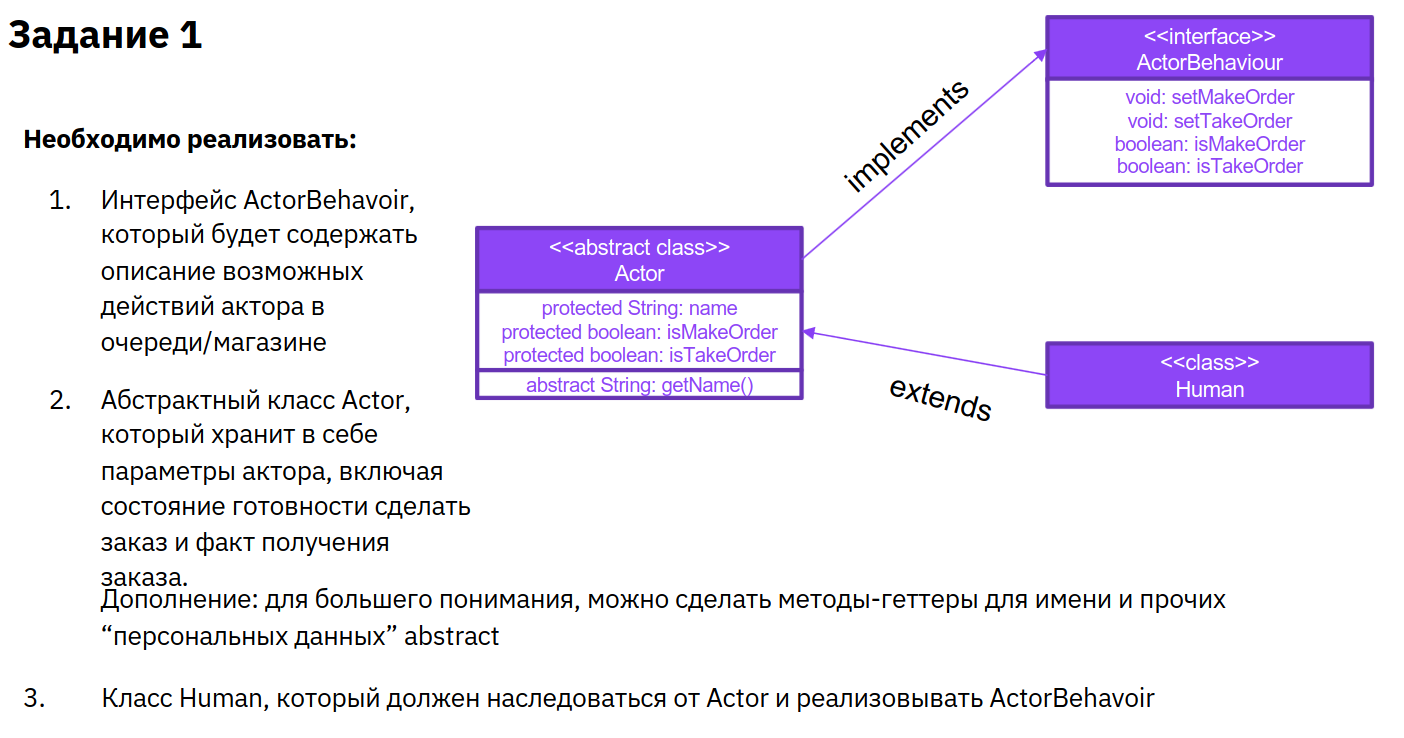 Задание 1
Необходимо реализовать:
1. Интерфейс ActorBehavoir,
который будет содержать
описание возможных
действий актора в
очереди/магазине
2. Абстрактный класс Actor,
который хранит в себе
параметры актора, включая
состояние готовности сделать
заказ и факт получения
заказа.
Дополнение: для большего понимания, можно сделать методы-геттеры для имени и прочих
“персональных данных” abstract
3. Класс Human, который должен наследоваться от Actor и реализовывать ActorBehavoir
<<interface>>
ActorBehaviour
void: setMakeOrder
void: setTakeOrder
boolean: isMakeOrder
boolean: isTakeOrder
implements
<<abstract class>>
Actor
protected String: name
protected boolean: isMakeOrder
protected boolean: isTakeOrder
abstract String: getName()
extends
<<class>>
Human